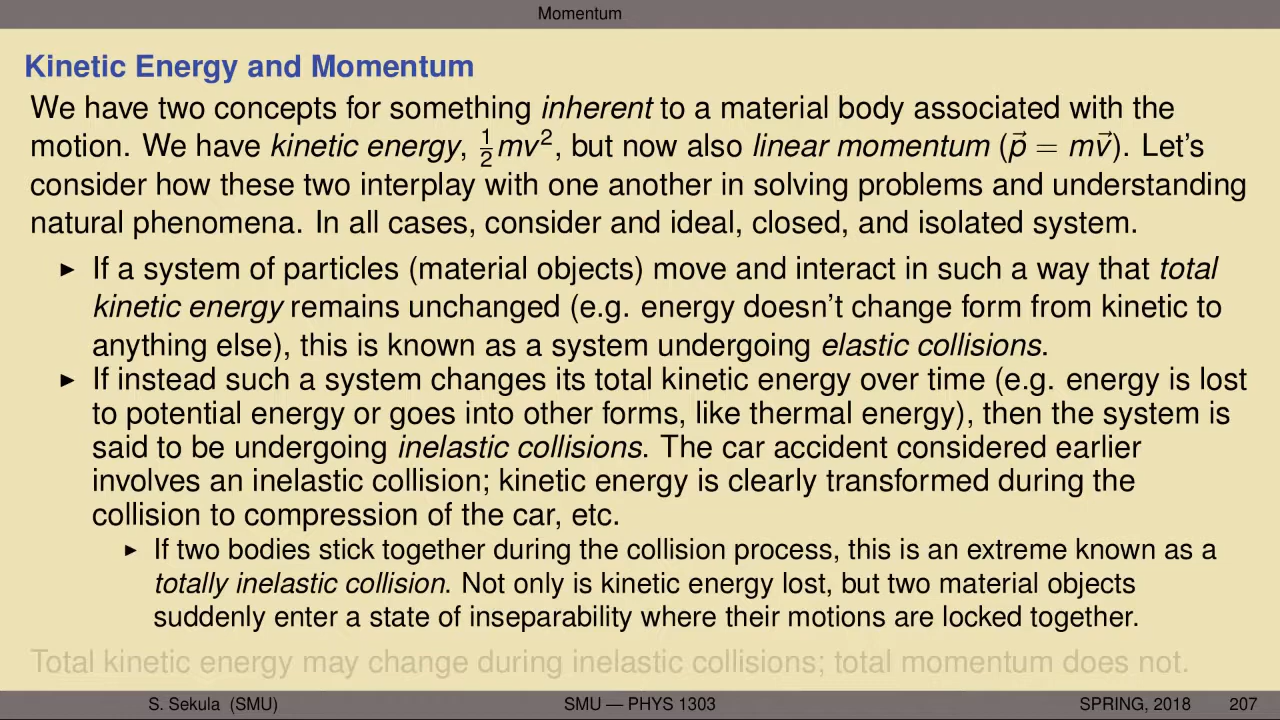 Momentum
Kinetic Energy and Momentum
We have two concepts for something inherent to a material body associated with the
motion. We have kinetic energy, ½mv², but now also linear momentum (p⃗ = mv⃗). Let's
consider how these two interplay with one another in solving problems and understanding
natural phenomena. In all cases, consider and ideal, closed, and isolated system.
▶ If a system of particles (material objects) move and interact in such a way that total
kinetic energy remains unchanged (e.g. energy doesn't change form from kinetic to
anything else), this is known as a system undergoing elastic collisions.
▶ If instead such a system changes its total kinetic energy over time (e.g. energy is lost
to potential energy or goes into other forms, like thermal energy), then the system is
said to be undergoing inelastic collisions. The car accident considered earlier
involves an inelastic collision; kinetic energy is clearly transformed during the
collision to compression of the car, etc.
▶ If two bodies stick together during the collision process, this is an extreme known as a
totally inelastic collision. Not only is kinetic energy lost, but two material objects
suddenly enter a state of inseparability where their motions are locked together.
Total kinetic energy may change during inelastic collisions; total momentum does not.
S. Sekula (SMU) SMU — PHYS 1303 SPRING, 2018 207